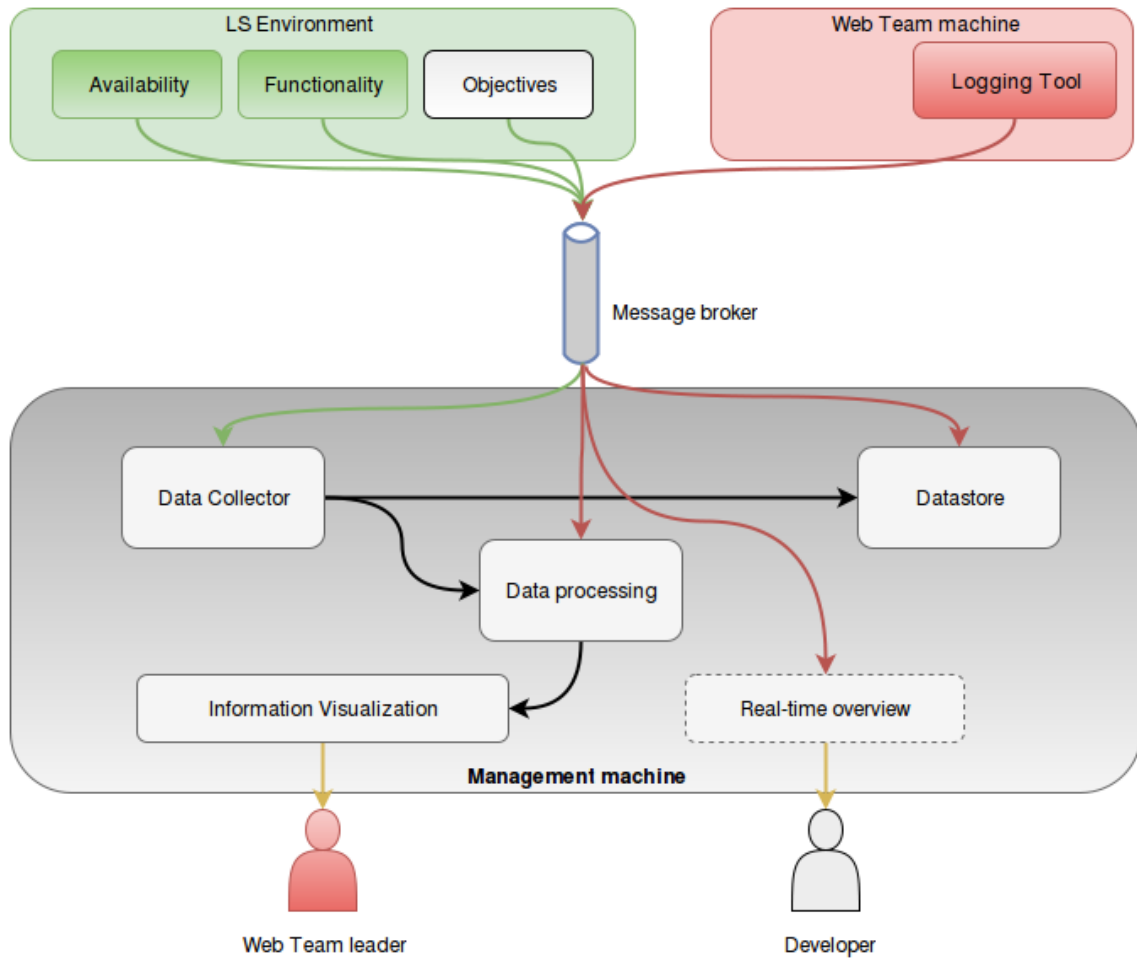 LS Environment
Web Team machine
Availability
Functionality
Objectives
Logging Tool
Message broker
Data Collector
Datastore
Data processing
Information Visualization
Real-time overview
Management machine
Web Team leader
Developer